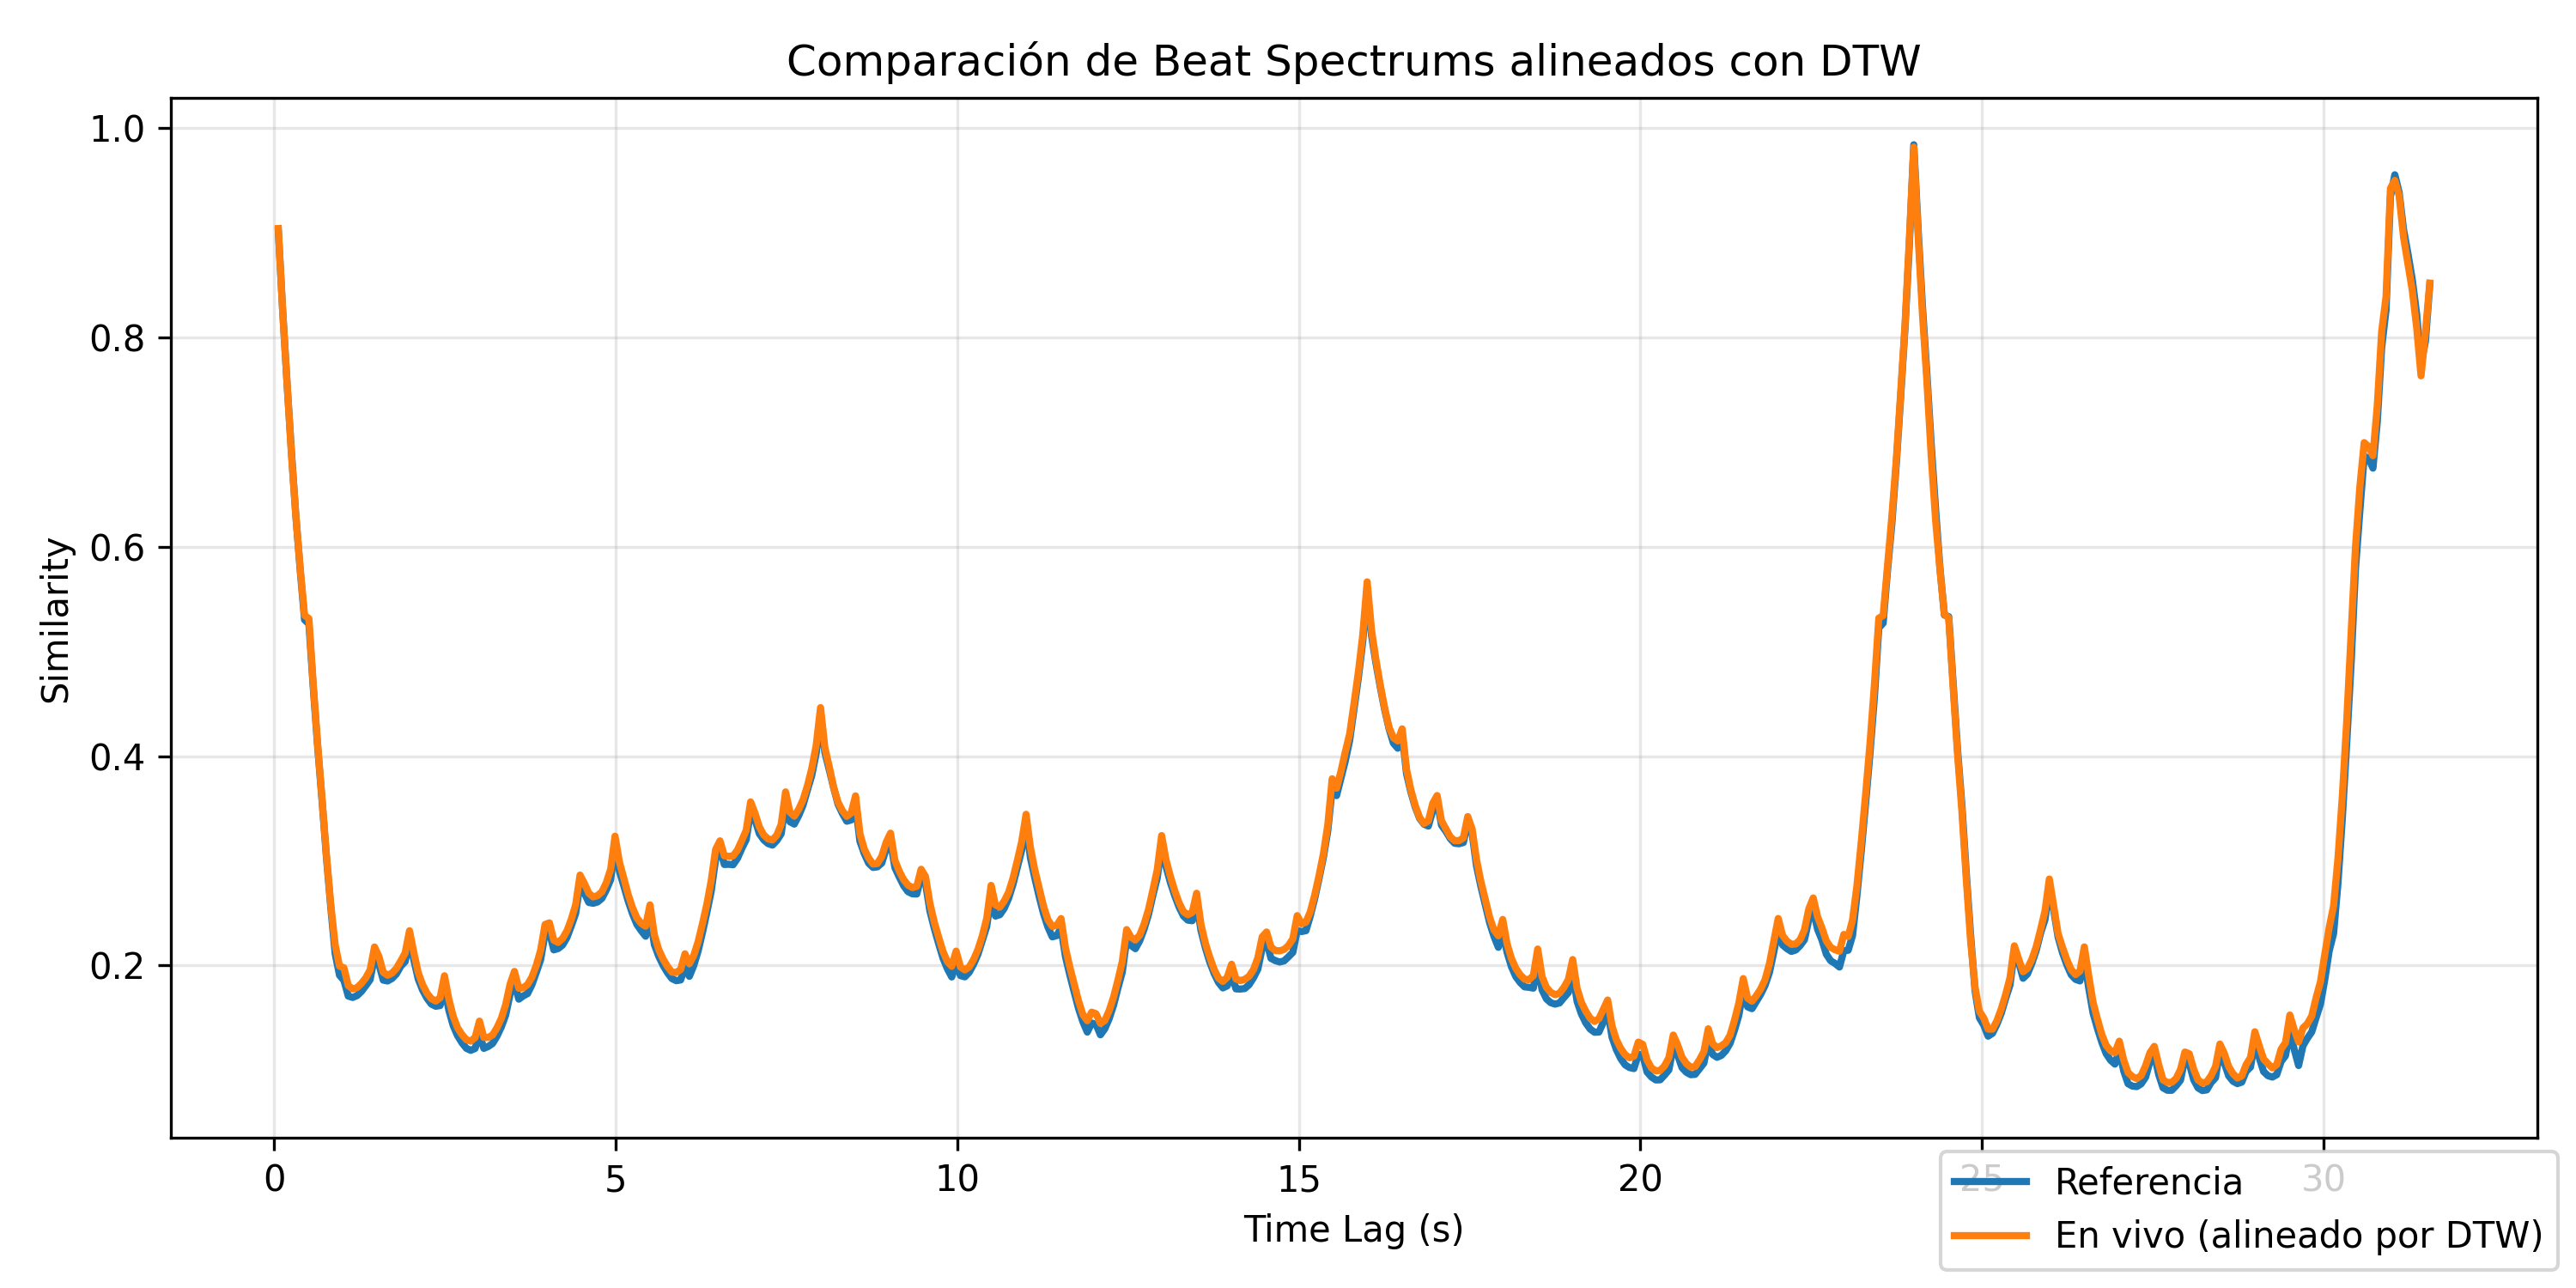 Comparación de Beat Spectrums alineados con DTW
1.0
0.8
0.6
0.4
0.2
Similarity
0 5 10 15 20 25 30
Time Lag (s)
Referencia
En vivo (alineado por DTW)